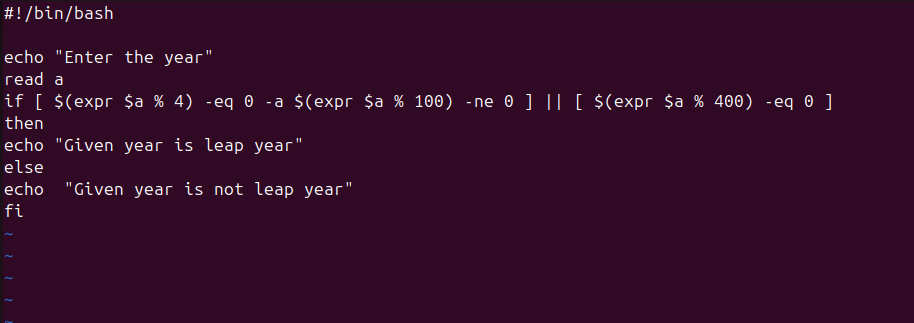 #!/bin/bash

echo "Enter the year"
read a
if [ $(expr $a % 4) -eq 0 -a $(expr $a % 100) -ne 0 ] || [ $(expr $a % 400) -eq 0 ]
then
echo "Given year is leap year"
else
echo  "Given year is not leap year"
fi
~
~
~
~
~